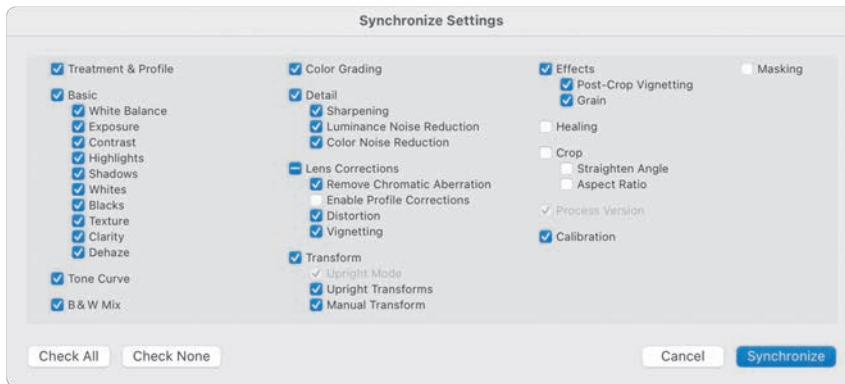 Synchronize Settings
Treatment & Profile
Basic
White Balance
Exposure
Contrast
Highlights
Shadows
Whites
Blacks
Texture
Clarity
Dehaze
Tone Curve
B & W Mix
Color Grading
Detail
Sharpening
Luminance Noise Reduction
Color Noise Reduction
Lens Corrections
Remove Chromatic Aberration
Enable Profile Corrections
Distortion
Vignetting
Transform
Upright Mode
Upright Transforms
Manual Transform
Effects
Post-Crop Vignetting
Grain
Healing
Crop
Straighten Angle
Aspect Ratio
Process Version
Calibration
Masking
Check All
Check None
Cancel
Synchronize